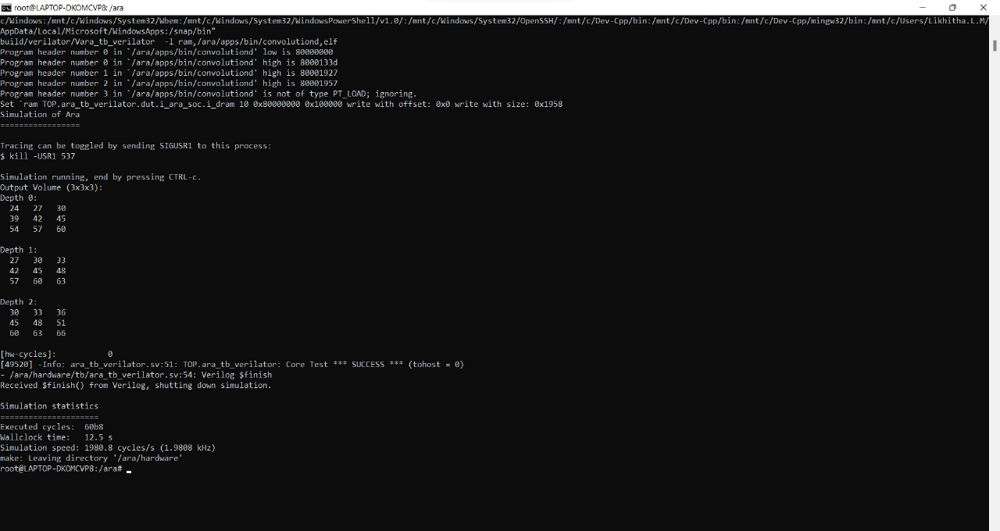 root@LAPTOP-DKOMCVP8: /ara
c/Windows:/mnt/c/Windows/System32/Wbem:/mnt/c/Windows/System32/WindowsPowerShell/v1.0/:/mnt/c/Windows/System32/OpenSSH/:/mnt/c/Dev-Cpp/bin:/mnt/c/Dev-Cpp/bin:/mnt/c/Dev-Cpp/mingw32/bin:/mnt/c/Users/Likhitha.L.M/
AppData/Local/Microsoft/WindowsApps:/snap/bin"
build/verilator/Vara_tb_verilator  -l ram,/ara/apps/bin/convolutiond,elf
Program header number 0 in `/ara/apps/bin/convolutiond' low is 80000000
Program header number 0 in `/ara/apps/bin/convolutiond' high is 8000133d
Program header number 1 in `/ara/apps/bin/convolutiond' high is 80001927
Program header number 2 in `/ara/apps/bin/convolutiond' high is 80001957
Program header number 3 in `/ara/apps/bin/convolutiond' is not of type PT_LOAD; ignoring.
Set `ram TOP.ara_tb_verilator.dut.i_ara_soc.i_dram 10 0x80000000 0x100000 write with offset: 0x0 write with size: 0x1958
Simulation of Ara
=================
Tracing can be toggled by sending SIGUSR1 to this process:
$ kill -USR1 537
Simulation running, end by pressing CTRL-c.
Output Volume (3x3x3):
Depth 0:
24 27 30
39 42 45
54 57 60
Depth 1:
27 30 33
42 45 48
57 60 63
Depth 2:
30 33 36
45 48 51
60 63 66
[hw-cycles]: 0
[49520] -Info: ara_tb_verilator.sv:51: TOP.ara_tb_verilator: Core Test *** SUCCESS *** (tohost = 0)
- /ara/hardware/tb/ara_tb_verilator.sv:54: Verilog $finish
Received $finish() from Verilog, shutting down simulation.
Simulation statistics
=====================
Executed cycles: 60b8
Wallclock time: 12.5 s
Simulation speed: 1980.8 cycles/s (1.9808 kHz)
make: Leaving directory '/ara/hardware'
root@LAPTOP-DKOMCVP8:/ara#